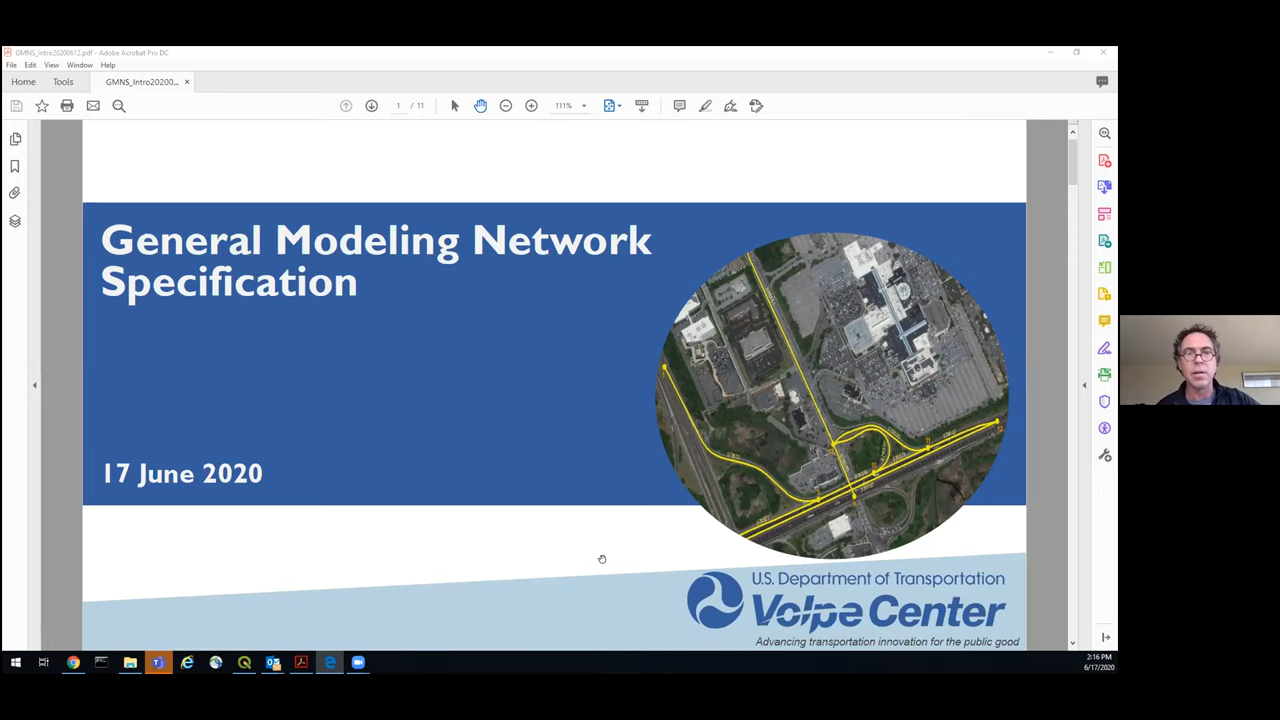 GMNS_Intro20200612.pdf - Adobe Acrobat Pro DC
File Edit View Window Help
Home Tools GMNS_Intro20200... ×
1 / 11 111%
General Modeling Network
Specification
17 June 2020
U.S. Department of Transportation
Volpe Center
Advancing transportation innovation for the public good
2:16 PM
6/17/2020